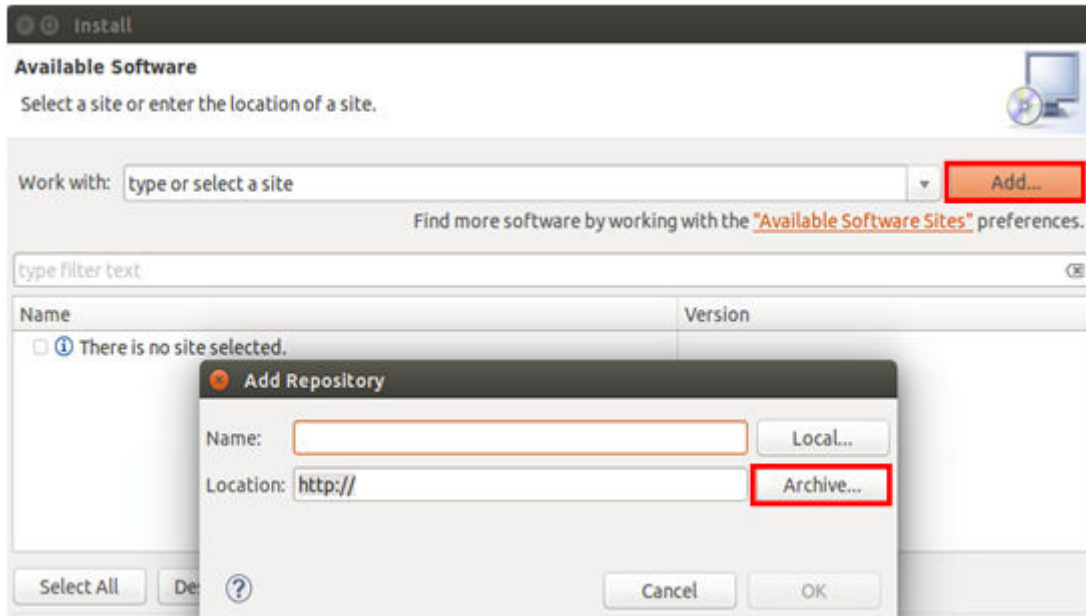 Install
Available Software
Select a site or enter the location of a site.
Work with: type or select a site Add...
Find more software by working with the "Available Software Sites" preferences.
type filter text
Name Version
There is no site selected.
Add Repository
Name: Local...
Location: http:// Archive...
Select All De Cancel OK